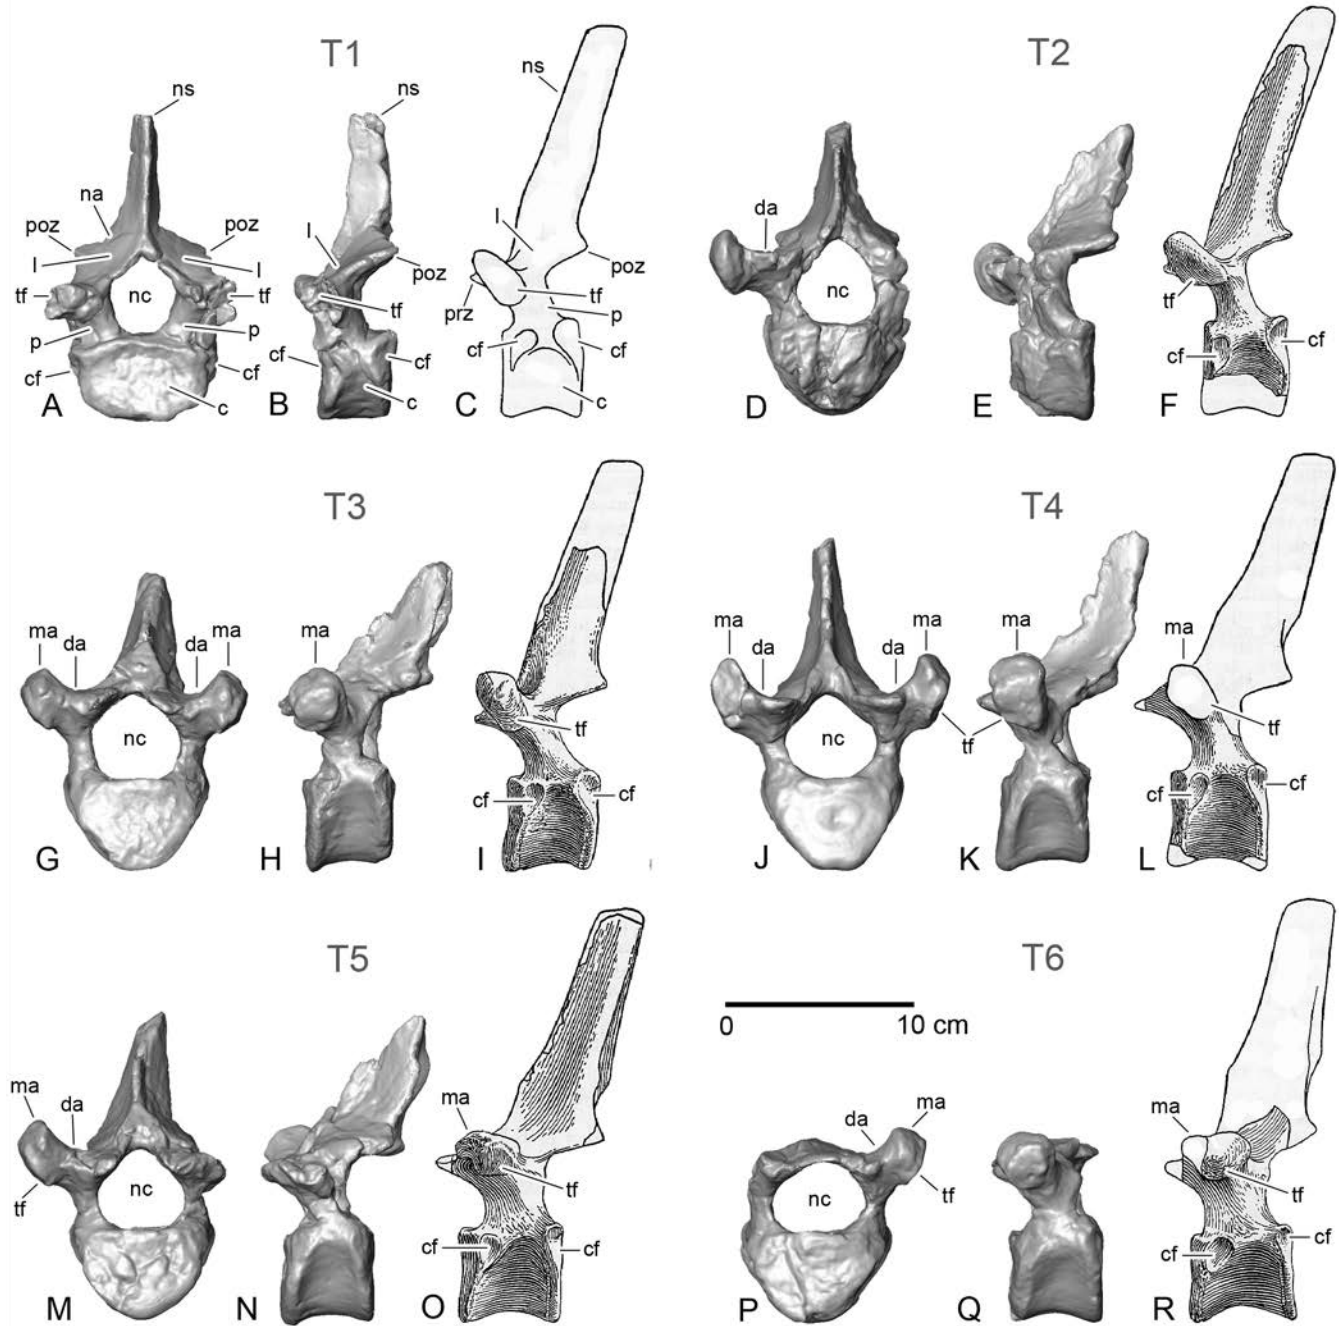 T1
T2
ns
ns
ns
na
poz
poz
l
l
tf
tf
nc
p
p
cf
cf
c
A
l
poz
tf
cf
cf
c
B
l
poz
prz
tf
p
cf
cf
c
C
da
nc
D
E
tf
cf
cf
F
T3
T4
ma
da
da
ma
nc
G
ma
H
tf
cf
cf
I
ma
da
da
ma
nc
tf
J
ma
K
ma
tf
cf
cf
L
T5
T6
0
10 cm
ma
da
tf
nc
M
N
ma
tf
cf
cf
O
da
ma
nc
tf
P
Q
ma
tf
cf
cf
R